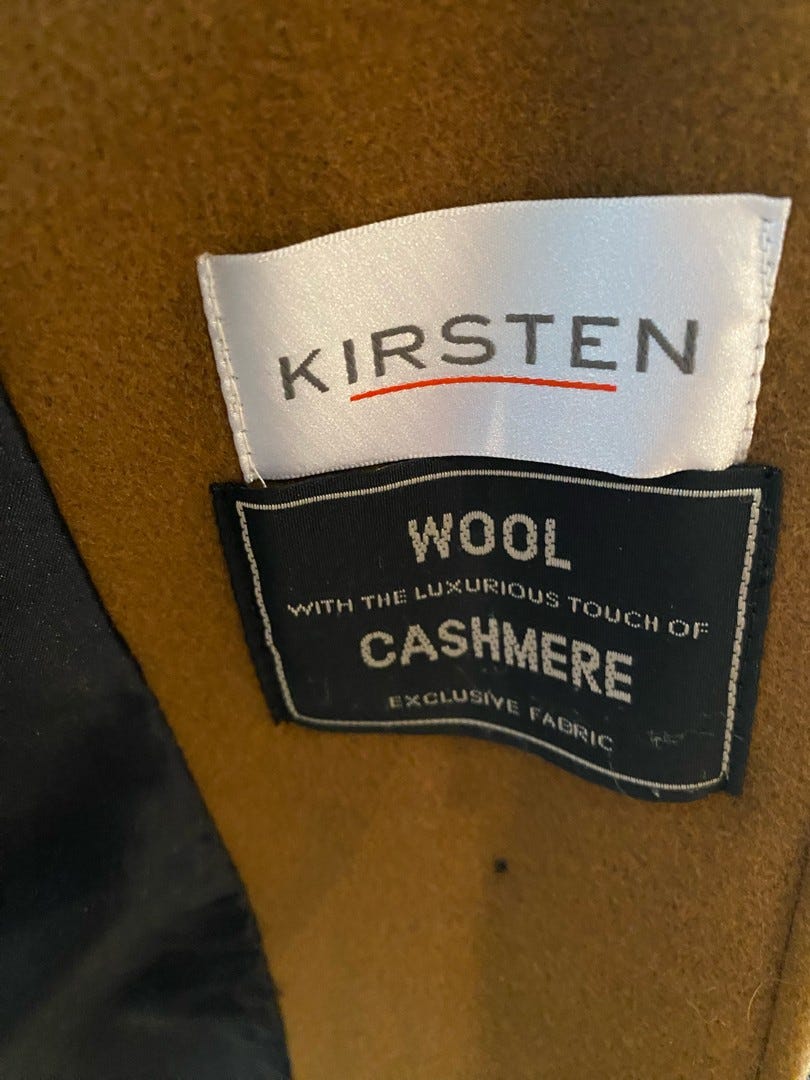 KIRSTEN
WOOL
WITH THE LUXURIOUS TOUCH OF
CASHMERE
EXCLUSIVE FABRIC